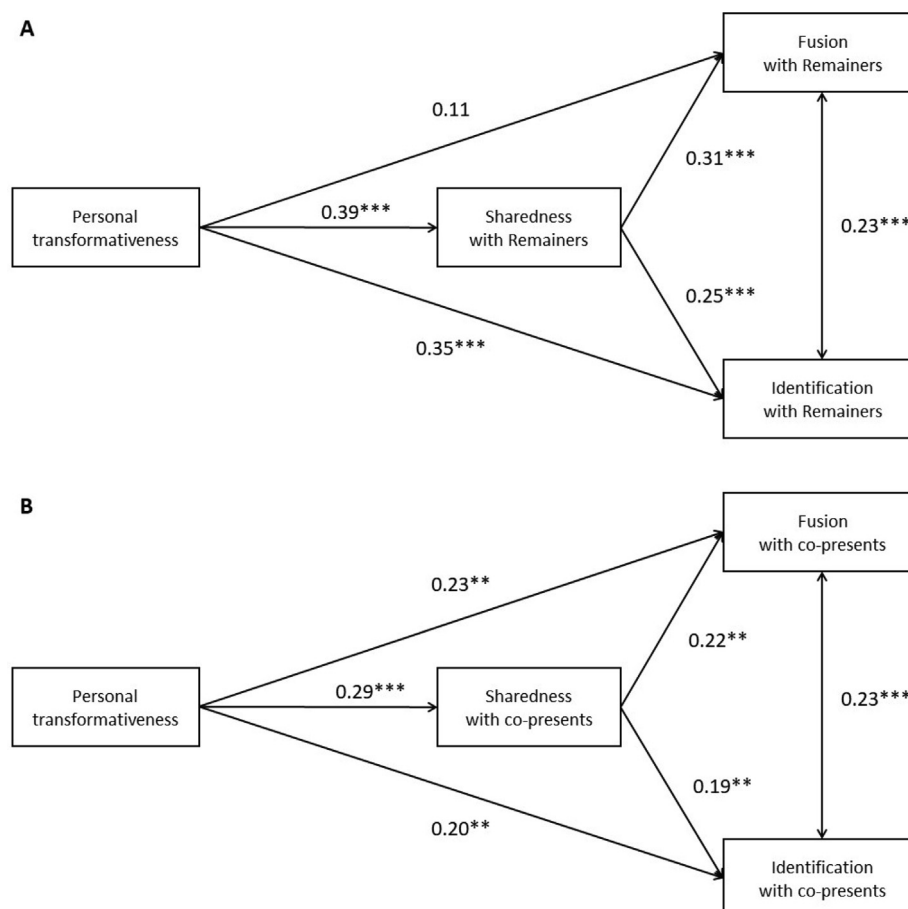 A
Fusion
with Remainers
0.11
0.31***
Personal
transformativeness
0.39***
Sharedness
with Remainers
0.23***
0.25***
0.35***
Identification
with Remainers
B
Fusion
with co-presents
0.23**
0.22**
Personal
transformativeness
0.29***
Sharedness
with co-presents
0.23***
0.19**
0.20**
Identification
with co-presents